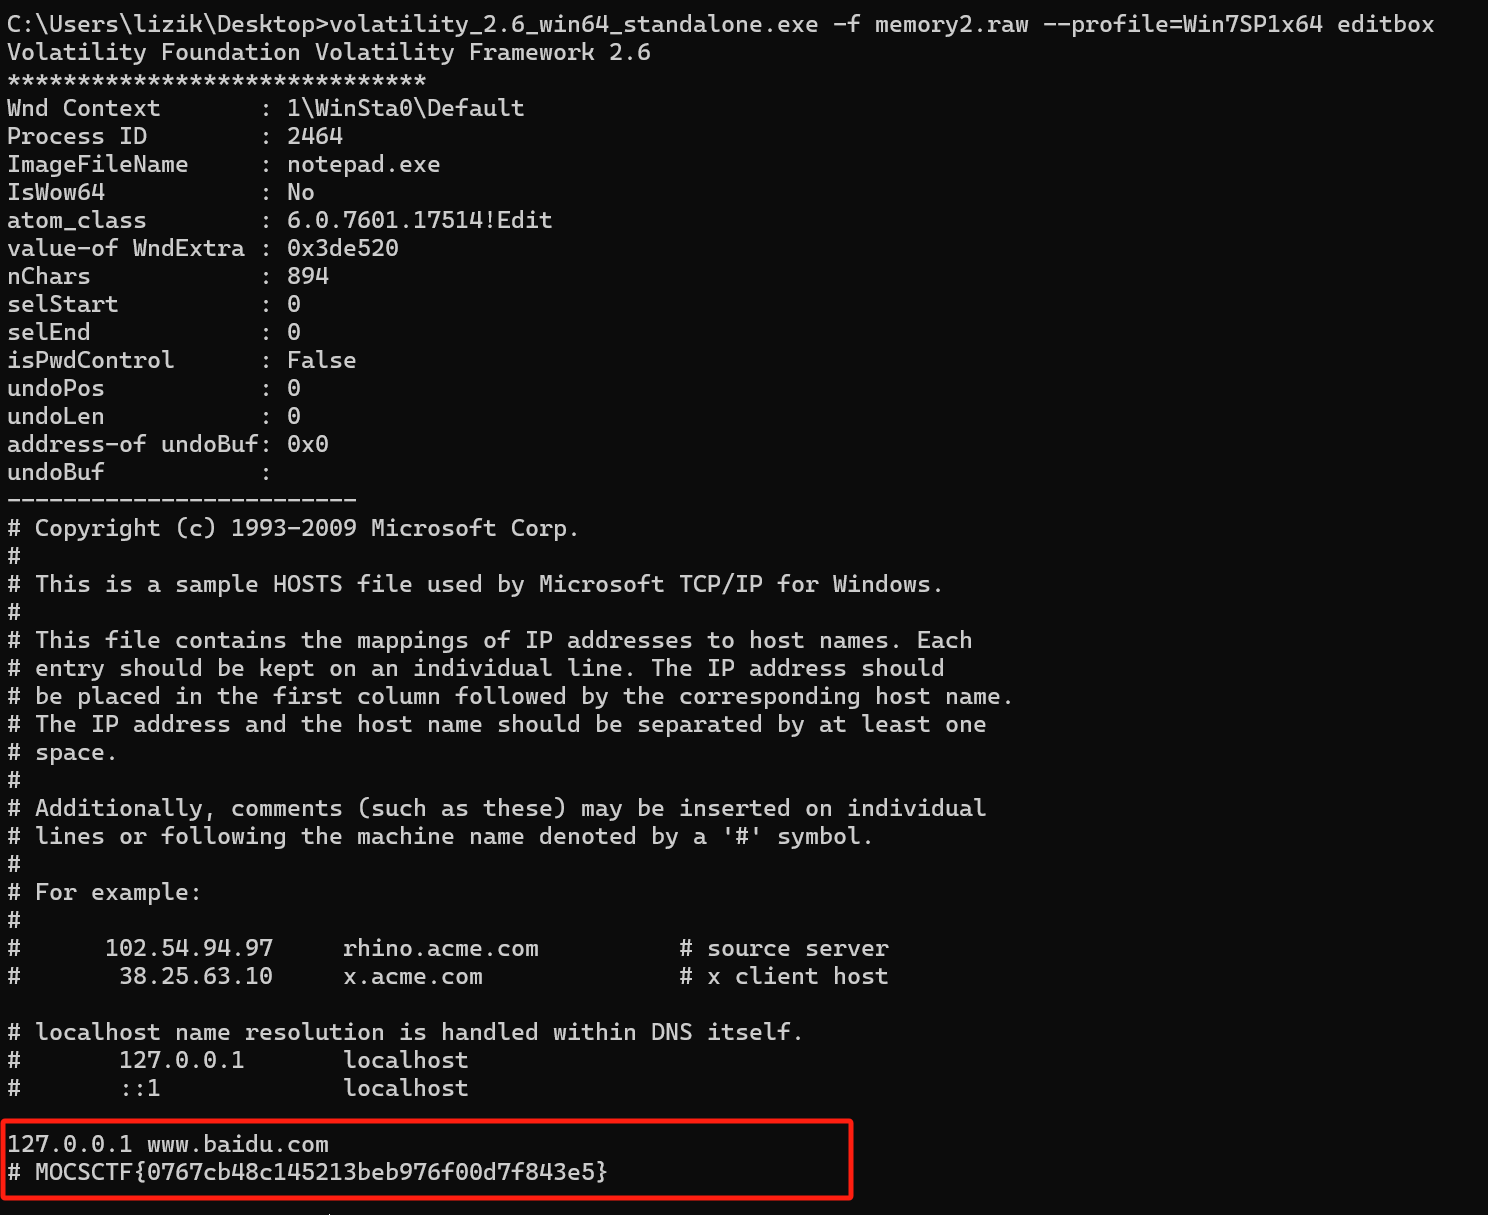 C:\Users\lizik\Desktop>volatility_2.6_win64_standalone.exe -f memory2.raw --profile=Win7SP1x64 editbox
Volatility Foundation Volatility Framework 2.6
******************************
Wnd Context       : 1\WinSta0\Default
Process ID        : 2464
ImageFileName     : notepad.exe
IsWow64           : No
atom_class        : 6.0.7601.17514!Edit
value-of WndExtra : 0x3de520
nChars            : 894
selStart          : 0
selEnd            : 0
isPwdControl      : False
undoPos           : 0
undoLen           : 0
address-of undoBuf: 0x0
undoBuf           :
-------------------------
# Copyright (c) 1993-2009 Microsoft Corp.
#
# This is a sample HOSTS file used by Microsoft TCP/IP for Windows.
#
# This file contains the mappings of IP addresses to host names. Each
# entry should be kept on an individual line. The IP address should
# be placed in the first column followed by the corresponding host name.
# The IP address and the host name should be separated by at least one
# space.
#
# Additionally, comments (such as these) may be inserted on individual
# lines or following the machine name denoted by a '#' symbol.
#
# For example:
#
#      102.54.94.97     rhino.acme.com          # source server
#       38.25.63.10     x.acme.com              # x client host
# localhost name resolution is handled within DNS itself.
#       127.0.0.1       localhost
#       ::1             localhost
127.0.0.1 www.baidu.com
# MOCSCTF{0767cb48c145213beb976f00d7f843e5}